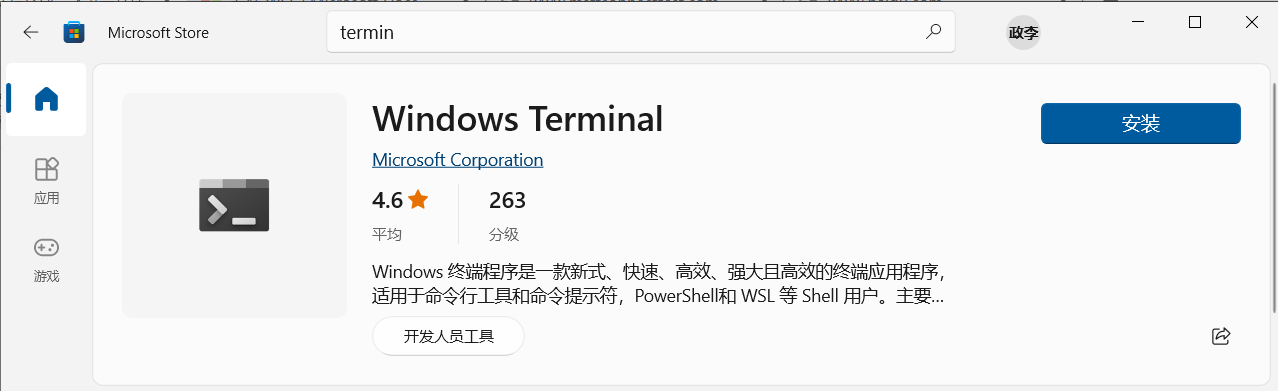 Microsoft Store
termin
政李
Windows Terminal
安装
Microsoft Corporation
4.6
263
平均
分级
应用
游戏
Windows 终端程序是一款新式、快速、高效、强大且高效的终端应用程序，
适用于命令行工具和命令提示符，PowerShell和 WSL 等 Shell 用户。主要...
开发人员工具